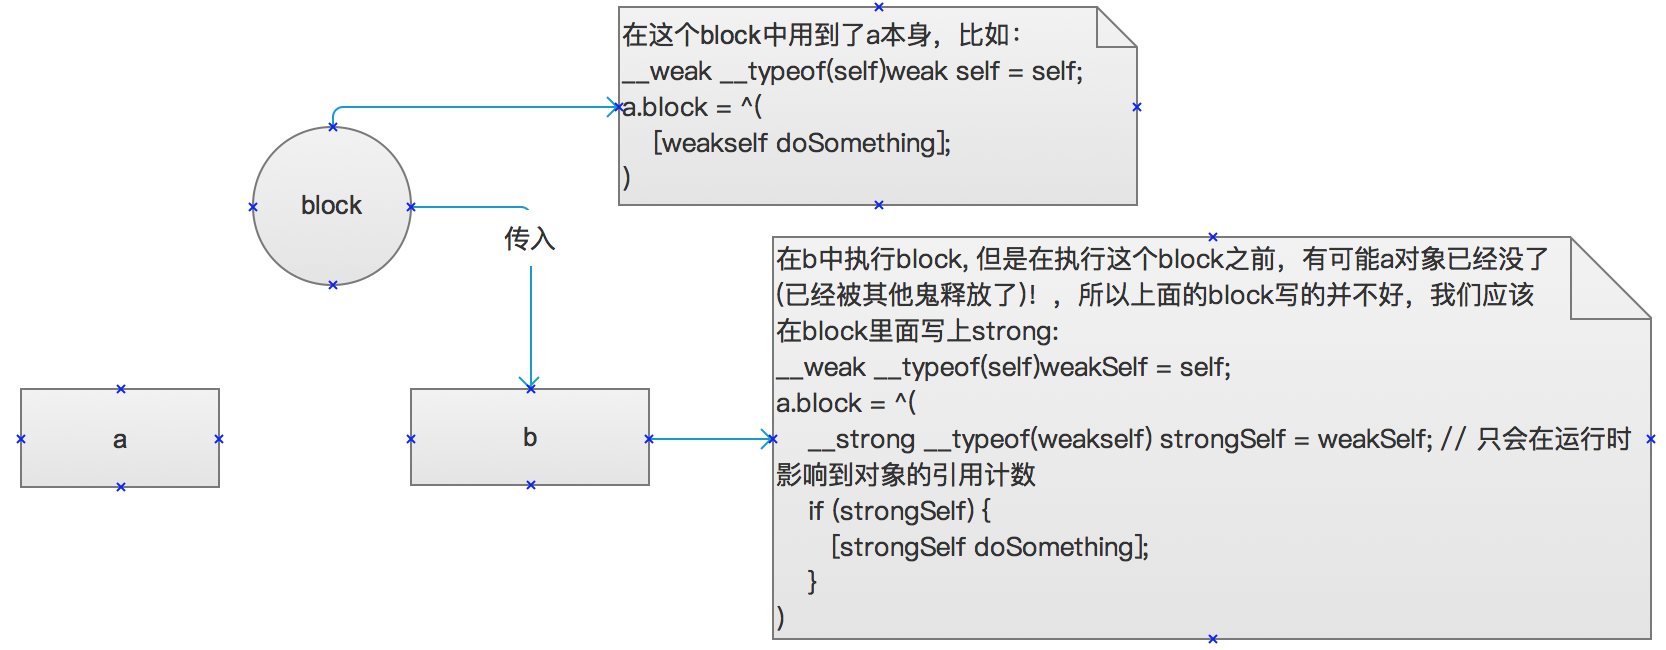 在这个block中用到了a本身，比如：
__weak __typeof(self)weak self = self;
a.block = ^(
[weakself doSomething];
)
block
传入
在b中执行block, 但是在执行这个block之前，有可能a对象已经没了
(已经被其他鬼释放了)！，所以上面的block写的并不好，我们应该
在block里面写上strong:
__weak __typeof(self)weakSelf = self;
a.block = ^(
__strong __typeof(weakself) strongSelf = weakSelf; // 只会在运行时
影响到对象的引用计数
if (strongSelf) {
[strongSelf doSomething];
}
)
a
b